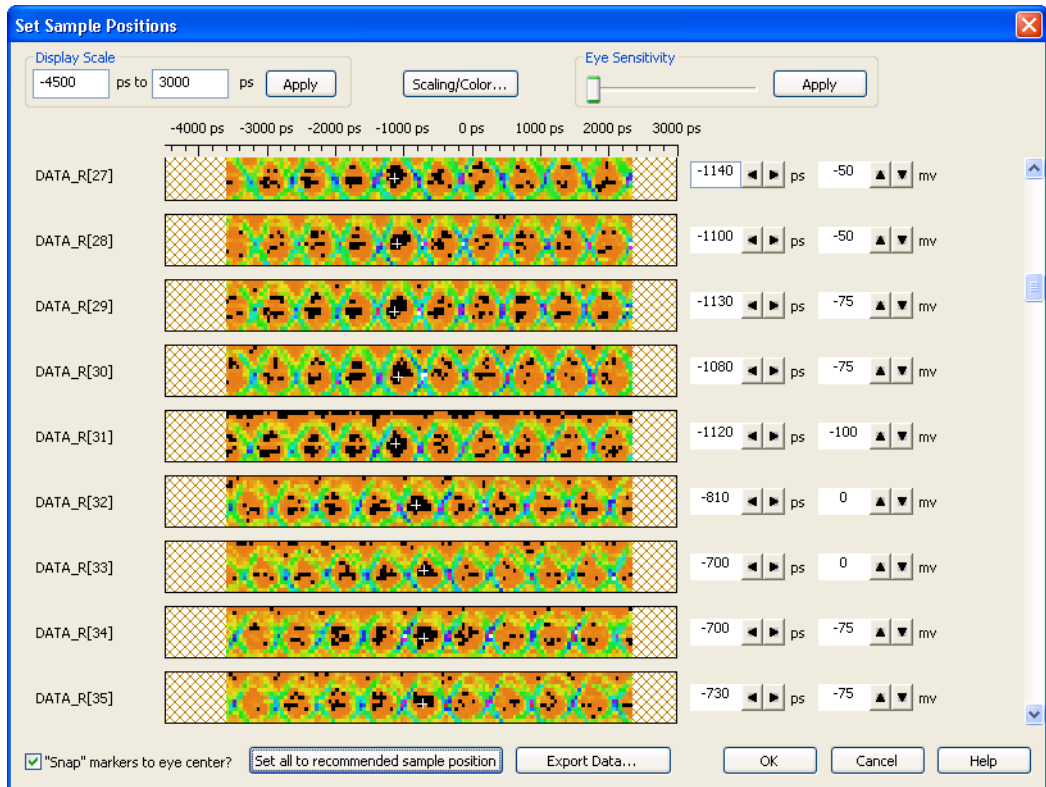 Set Sample Positions
Display Scale
-4500 ps to 3000 ps Apply
Scaling/Color...
Eye Sensitivity
Apply
-4000 ps -3000 ps -2000 ps -1000 ps 0 ps 1000 ps 2000 ps 3000 ps
DATA_R[27] -1140 ps -50 mv
DATA_R[28] -1100 ps -50 mv
DATA_R[29] -1130 ps -75 mv
DATA_R[30] -1080 ps -75 mv
DATA_R[31] -1120 ps -100 mv
DATA_R[32] -810 ps 0 mv
DATA_R[33] -700 ps 0 mv
DATA_R[34] -700 ps -75 mv
DATA_R[35] -730 ps -75 mv
"Snap" markers to eye center? Set all to recommended sample position Export Data... OK Cancel Help